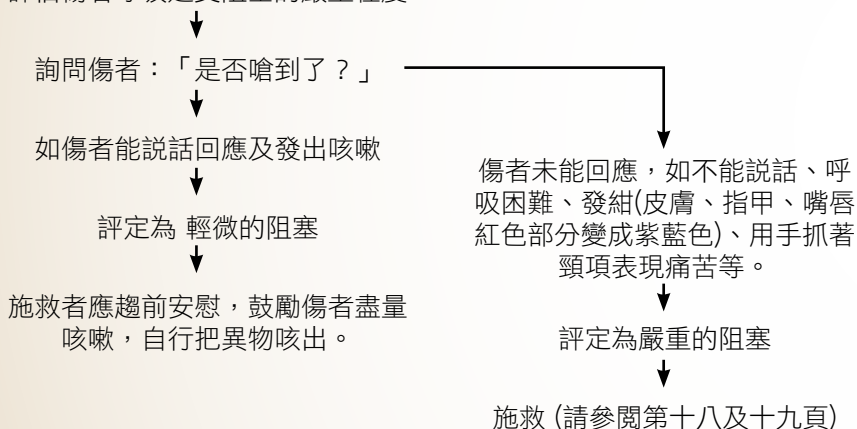 詢問傷者：「是否嗆到了？」
如傷者能説話回應及發出咳嗽
評定為 輕微的阻塞
施救者應趨前安慰，鼓勵傷者盡量
咳嗽，自行把異物咳出。
傷者未能回應，如不能説話、呼
吸困難、發紺(皮膚、指甲、嘴唇
紅色部分變成紫藍色)、用手抓著
頸項表現痛苦等。
評定為嚴重的阻塞
施救 (請參閲第十八及十九頁)